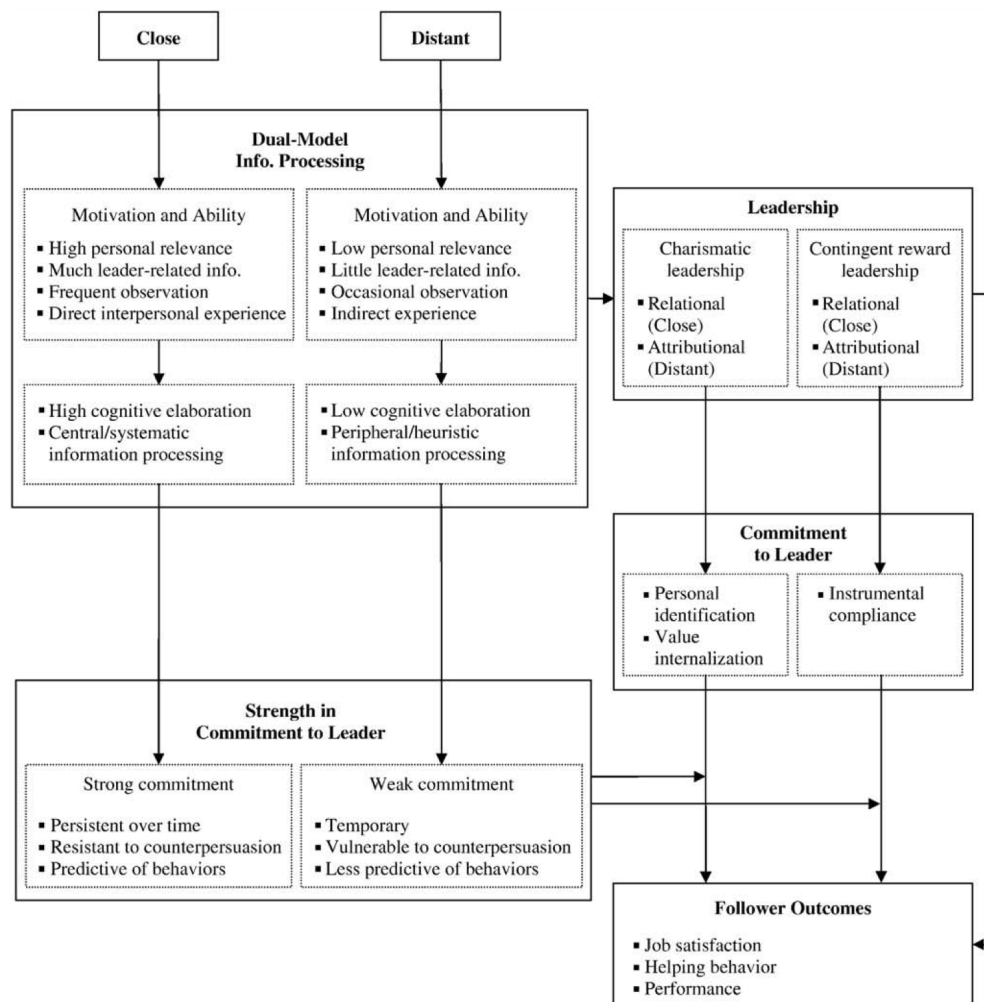 Close
Distant
Dual-Model
Info. Processing
Motivation and Ability
▪ High personal relevance
▪ Much leader-related info.
▪ Frequent observation
▪ Direct interpersonal experience
Motivation and Ability
▪ Low personal relevance
▪ Little leader-related info.
▪ Occasional observation
▪ Indirect experience
▪ High cognitive elaboration
▪ Central/systematic
information processing
▪ Low cognitive elaboration
▪ Peripheral/heuristic
information processing
Leadership
Charismatic
leadership
▪ Relational
(Close)
▪ Attributional
(Distant)
Contingent reward
leadership
▪ Relational
(Close)
▪ Attributional
(Distant)
Commitment
to Leader
▪ Personal
identification
▪ Value
internalization
▪ Instrumental
compliance
Strength in
Commitment to Leader
Strong commitment
▪ Persistent over time
▪ Resistant to counterpersuasion
▪ Predictive of behaviors
Weak commitment
▪ Temporary
▪ Vulnerable to counterpersuasion
▪ Less predictive of behaviors
Follower Outcomes
▪ Job satisfaction
▪ Helping behavior
▪ Performance